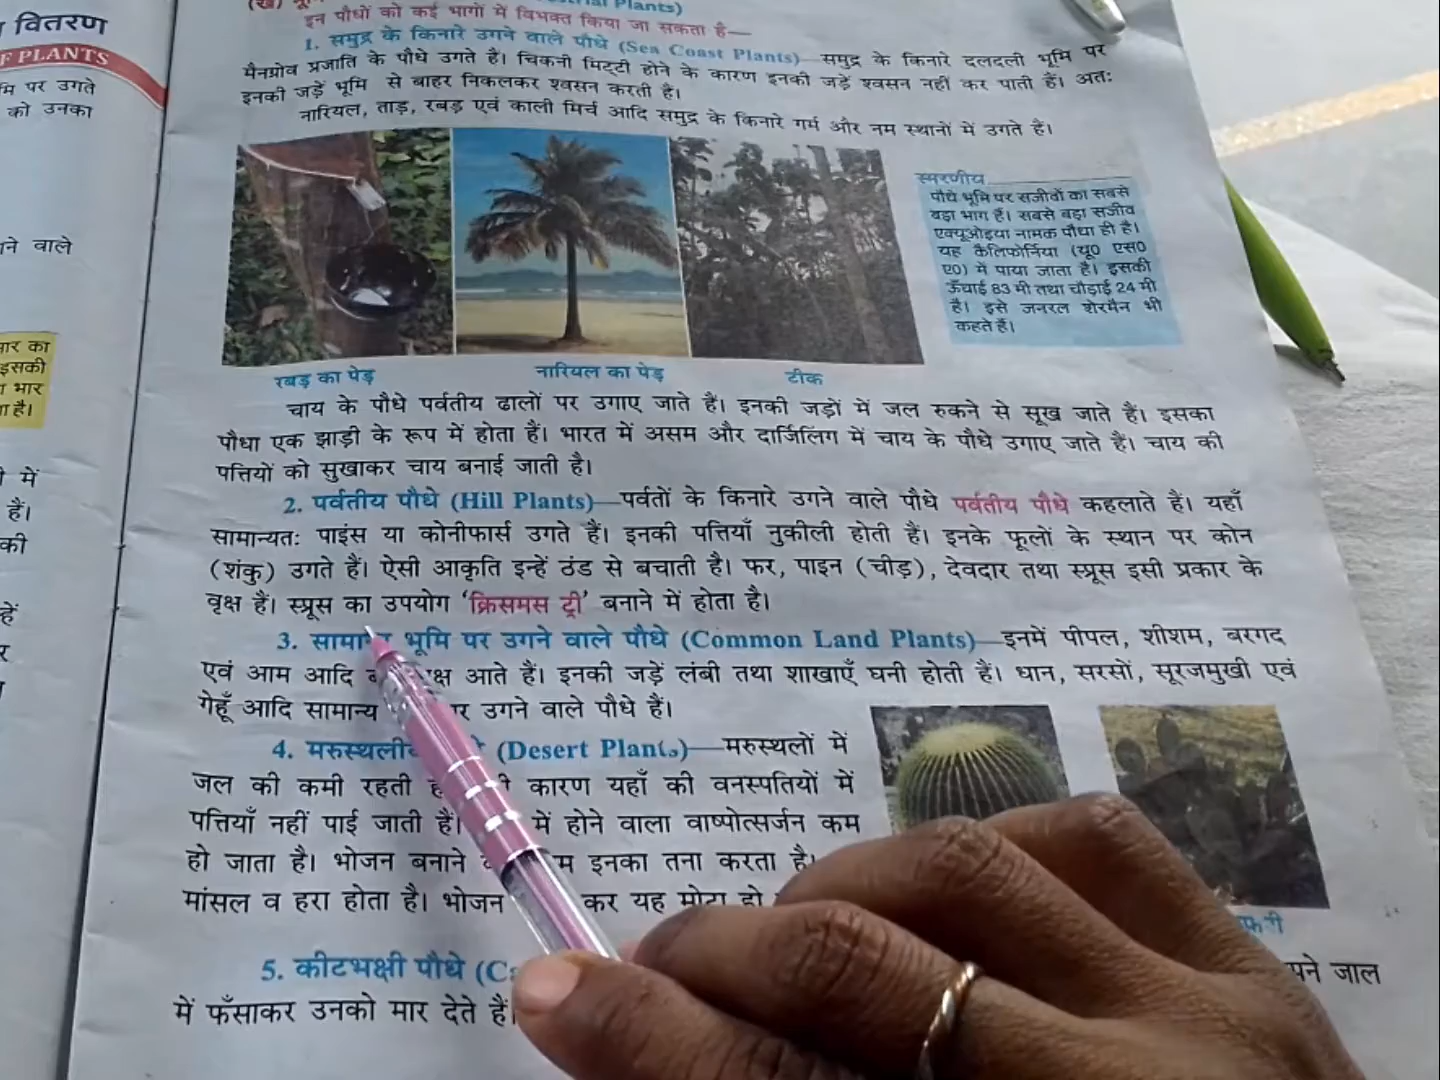 वितरण
F PLANTS
मि पर उगते
को उनका
ाने वाले
गार का
इसकी
भार
ता है।
में
हैं।
की
इन पौधों को कई भागों में विभक्त किया जा सकता है—
1. समुद्र के किनारे उगने वाले पौधे (Sea Coast Plants)—समुद्र के किनारे दलदली भूमि पर
मैनग्रोव प्रजाति के पौधे उगते हैं। चिकनी मिट्टी होने के कारण इनकी जड़ें श्वसन नहीं कर पाती हैं। अतः
इनकी जड़ें भूमि से बाहर निकलकर श्वसन करती है।
नारियल, ताड़, रबड़ एवं काली मिर्च आदि समुद्र के किनारे गर्म और नम स्थानों में उगते हैं।
स्मरणीय
पौधे भूमि पर सजीवों का सबसे
बड़ा भाग हैं। सबसे बड़ा सजीव
एक्यूओइया नामक पौधा ही है।
यह कैलिफोर्निया (यू० एस०
ए०) में पाया जाता है। इसकी
ऊँचाई 83 मी तथा चौड़ाई 24 मी
है। इसे जनरल शेरमैन भी
कहते हैं।
रबड़ का पेड़
नारियल का पेड़
टीक
चाय के पौधे पर्वतीय ढालों पर उगाए जाते हैं। इनकी जड़ों में जल रुकने से सूख जाते हैं। इसका
पौधा एक झाड़ी के रूप में होता हैं। भारत में असम और दार्जिलिंग में चाय के पौधे उगाए जाते हैं। चाय की
पत्तियों को सुखाकर चाय बनाई जाती है।
2. पर्वतीय पौधे (Hill Plants)—पर्वतों के किनारे उगने वाले पौधे पर्वतीय पौधे कहलाते हैं। यहाँ
सामान्यतः पाइंस या कोनीफार्स उगते हैं। इनकी पत्तियाँ नुकीली होती हैं। इनके फूलों के स्थान पर कोन
(शंकु) उगते हैं। ऐसी आकृति इन्हें ठंड से बचाती है। फर, पाइन (चीड़), देवदार तथा स्प्रूस इसी प्रकार के
वृक्ष हैं। स्प्रूस का उपयोग ‘क्रिसमस ट्री’ बनाने में होता है।
3. सामान्य भूमि पर उगने वाले पौधे (Common Land Plants)—इनमें पीपल, शीशम, बरगद
एवं आम आदि क्ष आते हैं। इनकी जड़ें लंबी तथा शाखाएँ घनी होती हैं। धान, सरसों, सूरजमुखी एवं
गेहूँ आदि सामान्य पर उगने वाले पौधे हैं।
4. मरुस्थलीय (Desert Plants)—मरुस्थलों में
जल की कमी रहती कारण यहाँ की वनस्पतियों में
पत्तियाँ नहीं पाई जाती हैं। में होने वाला वाष्पोत्सर्जन कम
हो जाता है। भोजन बनाने इनका तना करता है।
मांसल व हरा होता है। भोजन कर यह मोटा हो
5. कीटभक्षी पौधे (Ca
पने जाल
में फँसाकर उनको मार देते हैं।